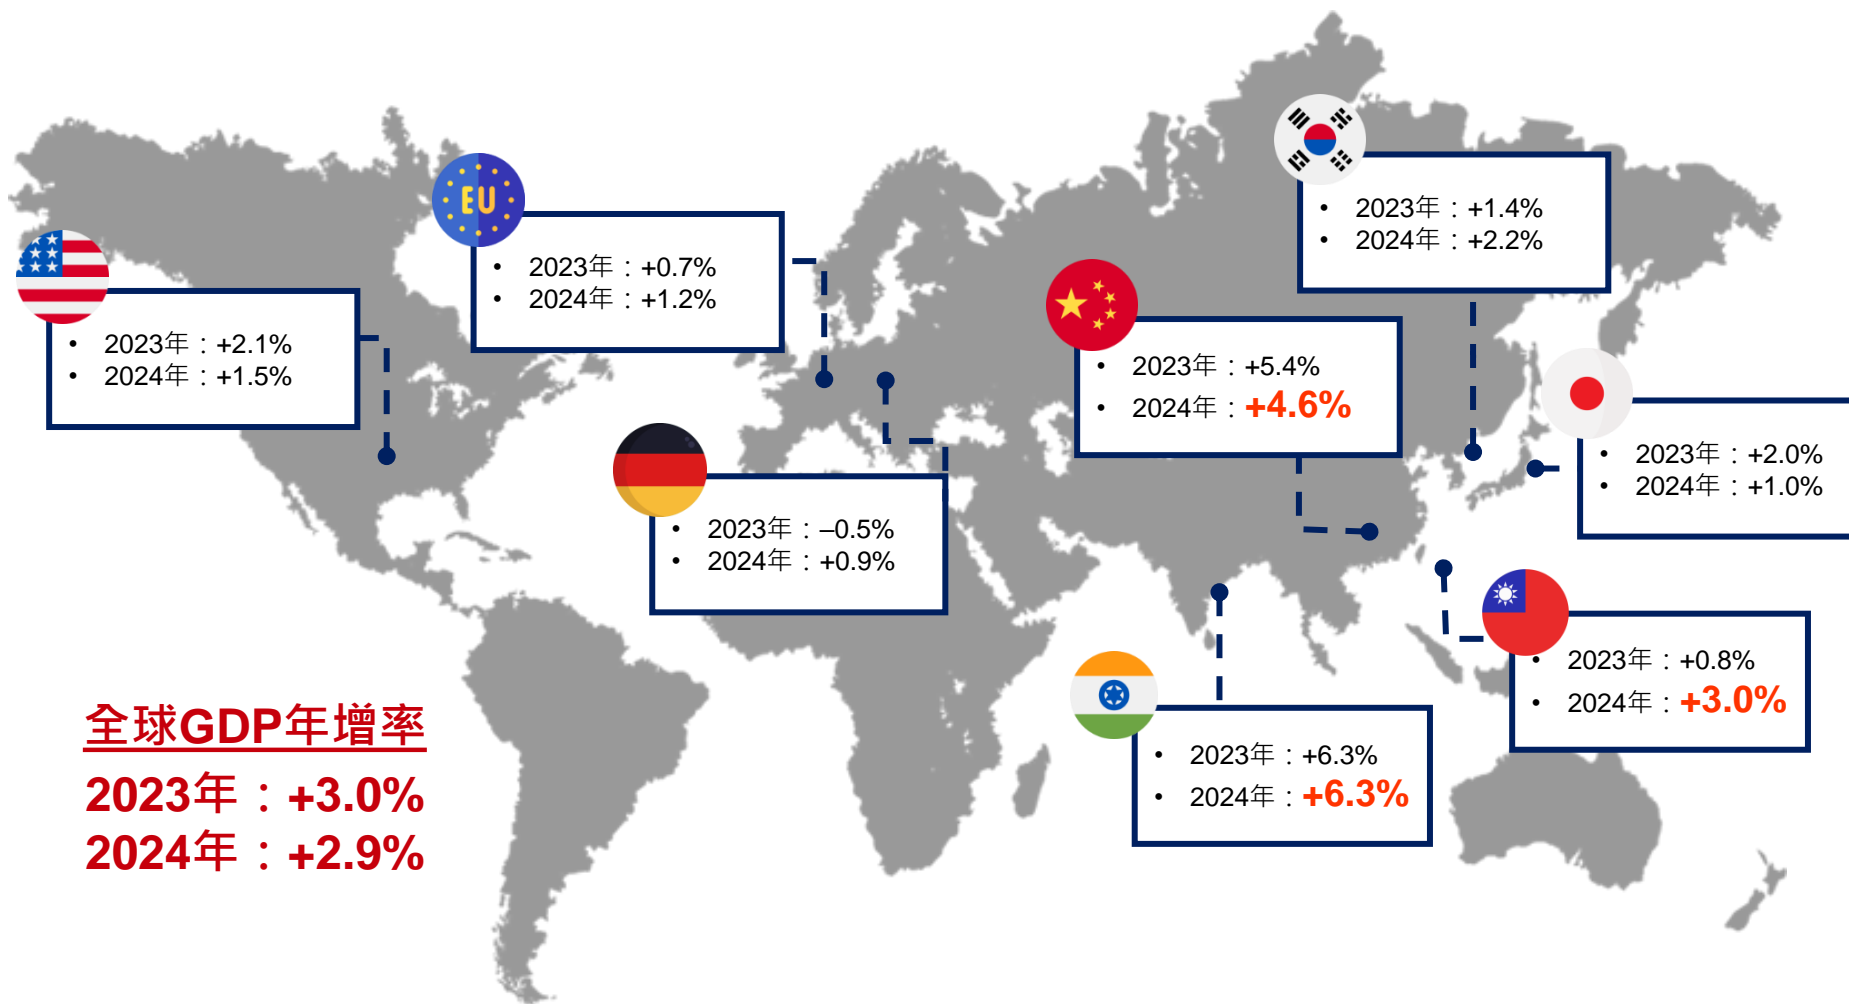 EU
• 2023年：+0.7%
• 2024年：+1.2%
• 2023年：+2.1%
• 2024年：+1.5%
• 2023年：–0.5%
• 2024年：+0.9%
• 2023年：+1.4%
• 2024年：+2.2%
• 2023年：+5.4%
• 2024年：+4.6%
• 2023年：+2.0%
• 2024年：+1.0%
• 2023年：+0.8%
• 2024年：+3.0%
• 2023年：+6.3%
• 2024年：+6.3%
全球GDP年增率
2023年：+3.0%
2024年：+2.9%